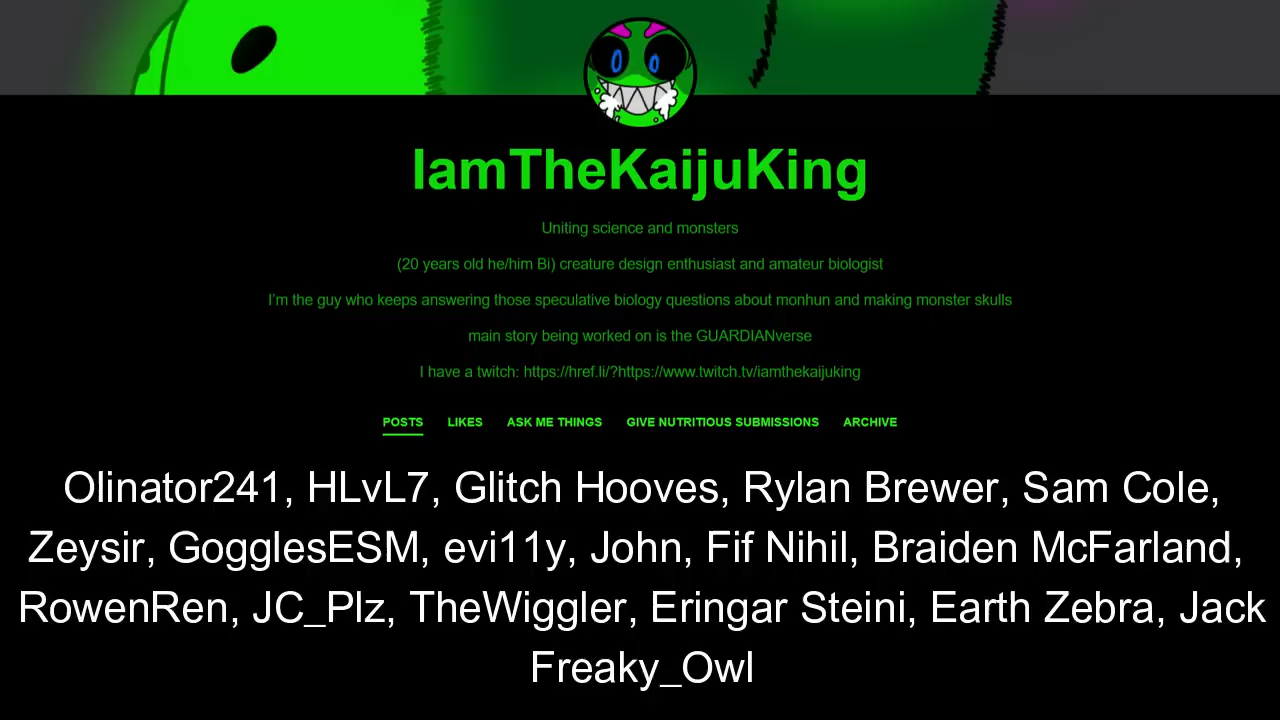 IamTheKaijuKing
Uniting science and monsters
(20 years old he/him Bi) creature design enthusiast and amateur biologist
I'm the guy who keeps answering those speculative biology questions about monhun and making monster skulls
main story being worked on is the GUARDIANverse
I have a twitch: https://href.li/?https://www.twitch.tv/iamthekaijuking
POSTS LIKES ASK ME THINGS GIVE NUTRITIOUS SUBMISSIONS ARCHIVE
Olinator241, HLvL7, Glitch Hooves, Rylan Brewer, Sam Cole,
Zeysir, GogglesESM, evi11y, John, Fif Nihil, Braiden McFarland,
RowenRen, JC_Plz, TheWiggler, Eringar Steini, Earth Zebra, Jack
Freaky_Owl